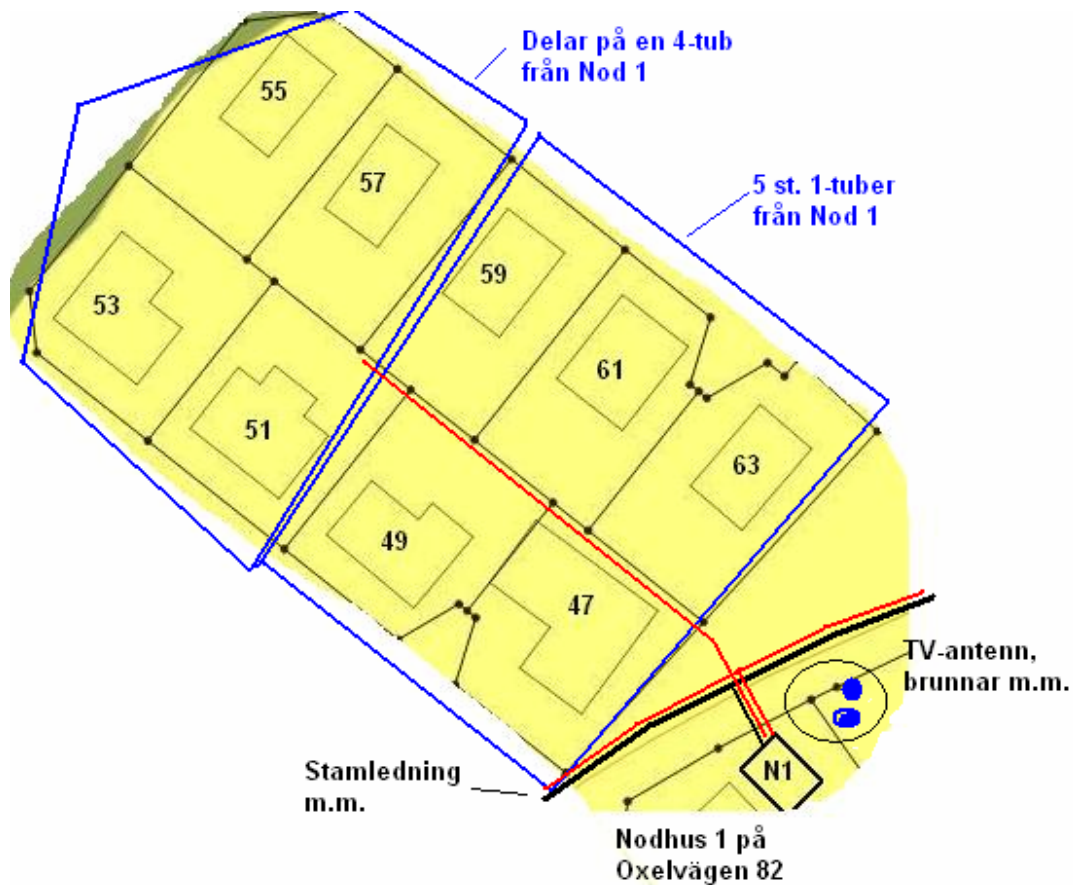 Delar på en 4-tub
från Nod 1
55
57
5 st. 1-tuber
från Nod 1
59
53
61
51
63
49
47
TV-antenn,
brunnar m.m.
Stamledning
m.m.
N1
Nodhus 1 på
Oxelvägen 82